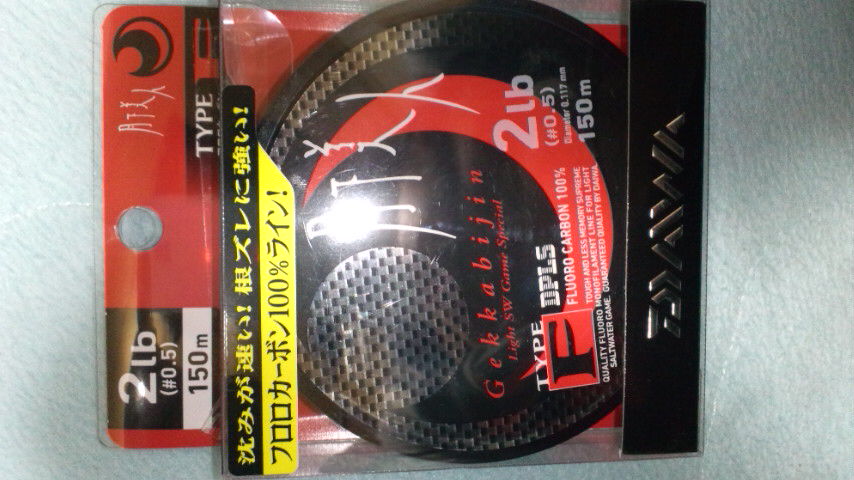 月下美人
TYPE
2lb
(#0.5)
150m
沈みが速い!根ズレに強い!
フロロカーボン100%ライン!
月下美人
2lb
(#0.5)
Diameter 0.117 mm
150m
Gekkabijin
Light SW Game Special
TYPE
F
DPLS
FLUORO CARBON 100%
TOUGH AND LESS MEMORY SUPREME
QUALITY FLUORO MONOFILAMENT LINE FOR LIGHT
SALTWATER GAME. GUARANTEED QUALITY BY DAIWA.
DAIWA